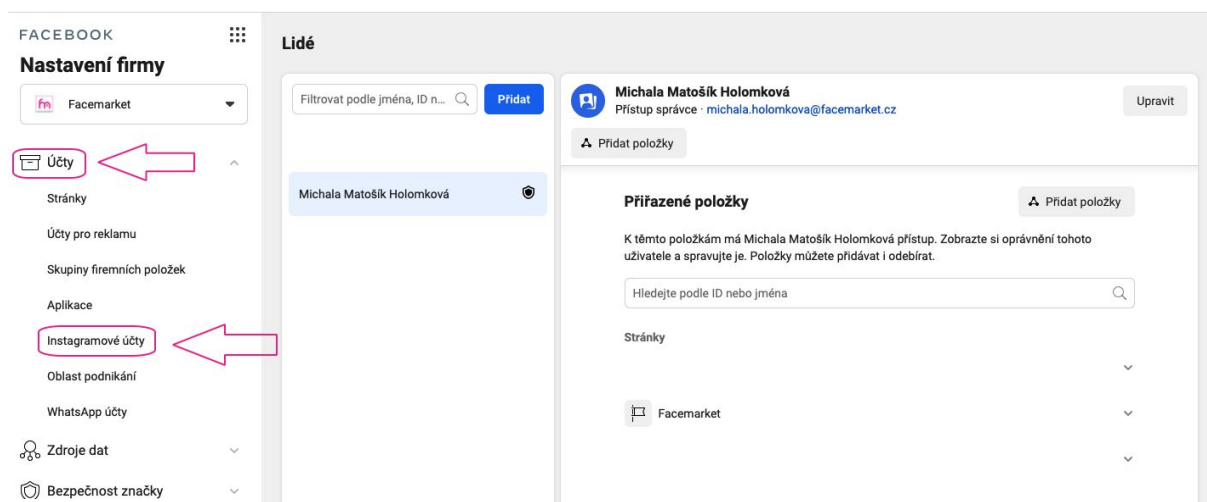 FACEBOOK
Nastavení firmy
fm Facemarket
Účty
Stránky
Účty pro reklamu
Skupiny firemních položek
Aplikace
Instagramové účty
Oblast podnikání
WhatsApp účty
Zdroje dat
Bezpečnost značky
Lidé
Filtrovat podle jména, ID n...
Přidat
Michala Matošík Holomková
Michala Matošík Holomková
Přístup správce · michala.holomkova@facemarket.cz
Upravit
Přidat položky
Přiřazené položky
Přidat položky
K těmto položkám má Michala Matošík Holomková přístup. Zobrazte si oprávnění tohoto
uživatele a spravujte je. Položky můžete přidávat i odebírat.
Hledejte podle ID nebo jména
Stránky
Facemarket